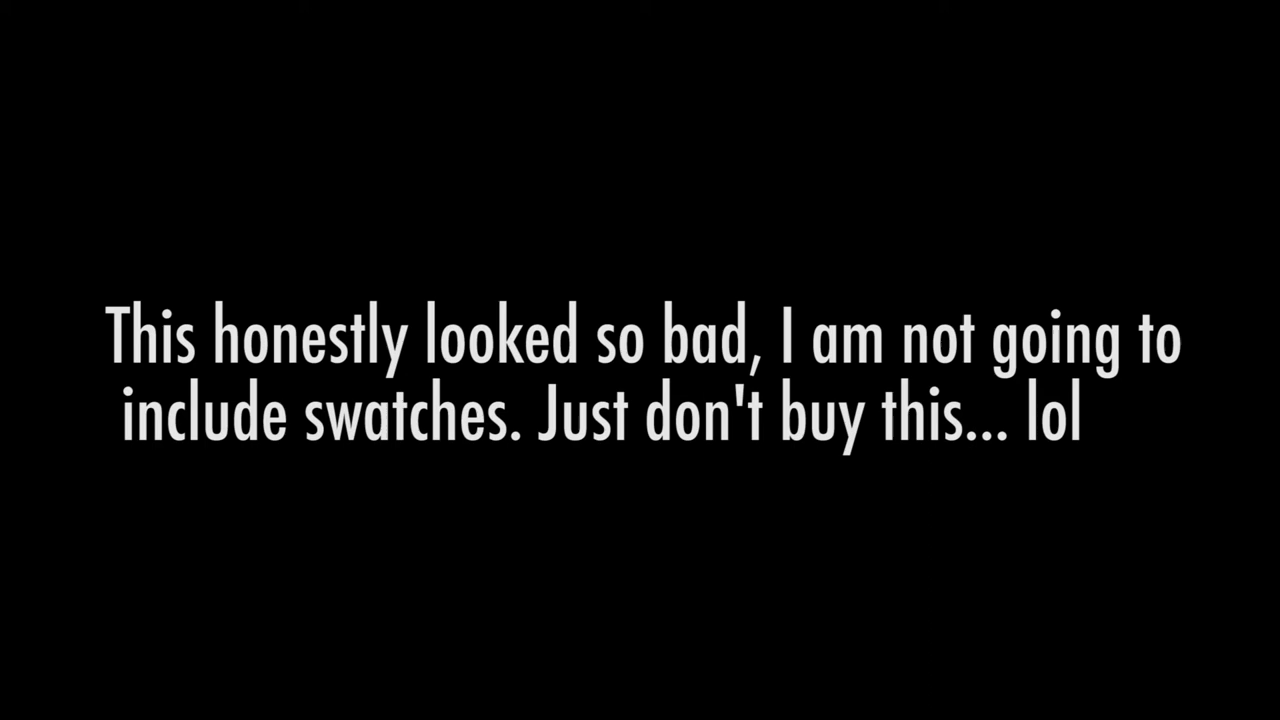 This honestly looked so bad, I am not going to
include swatches. Just don't buy this... lol